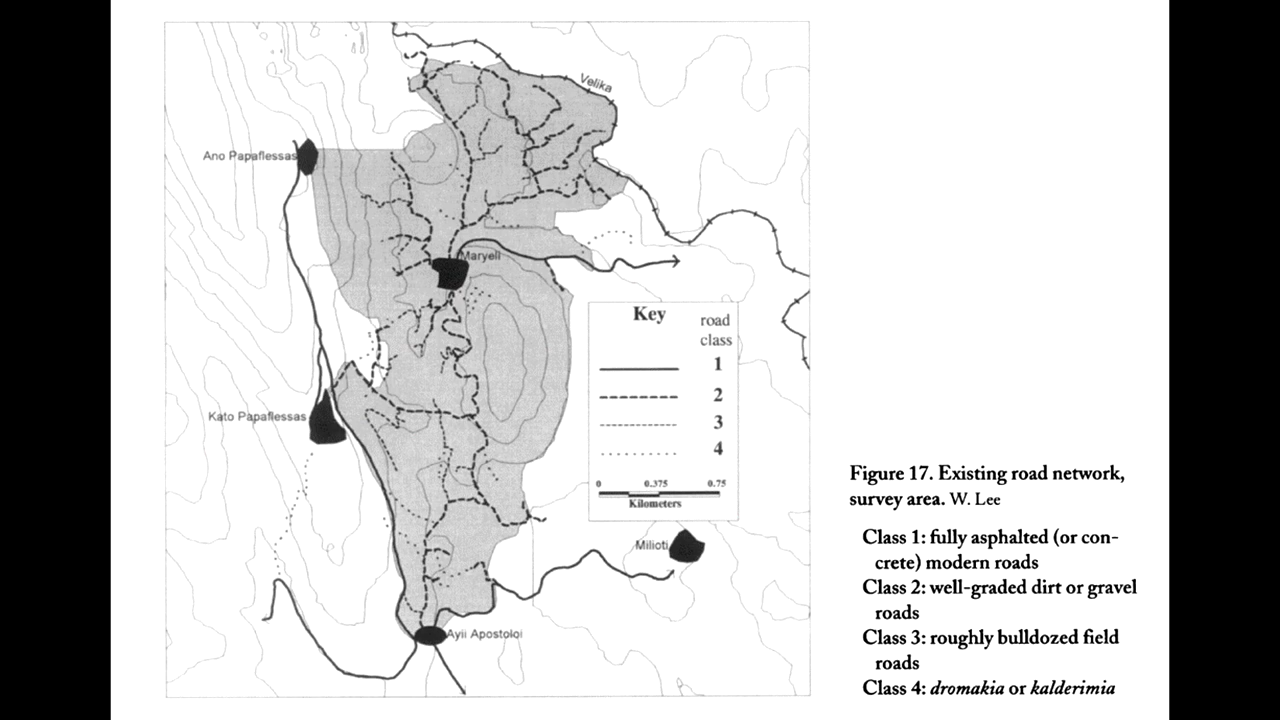 Velika
Ano Papaflessas
Maryeli
Key
road
class
1
2
3
4
0 0.375 0.75
Kilometers
Kato Papaflessas
Milioti
Ayii Apostoloi
Figure 17. Existing road network,
survey area. W. Lee
Class 1: fully asphalted (or con-
crete) modern roads
Class 2: well-graded dirt or gravel
roads
Class 3: roughly bulldozed field
roads
Class 4: dromakia or kalderimia